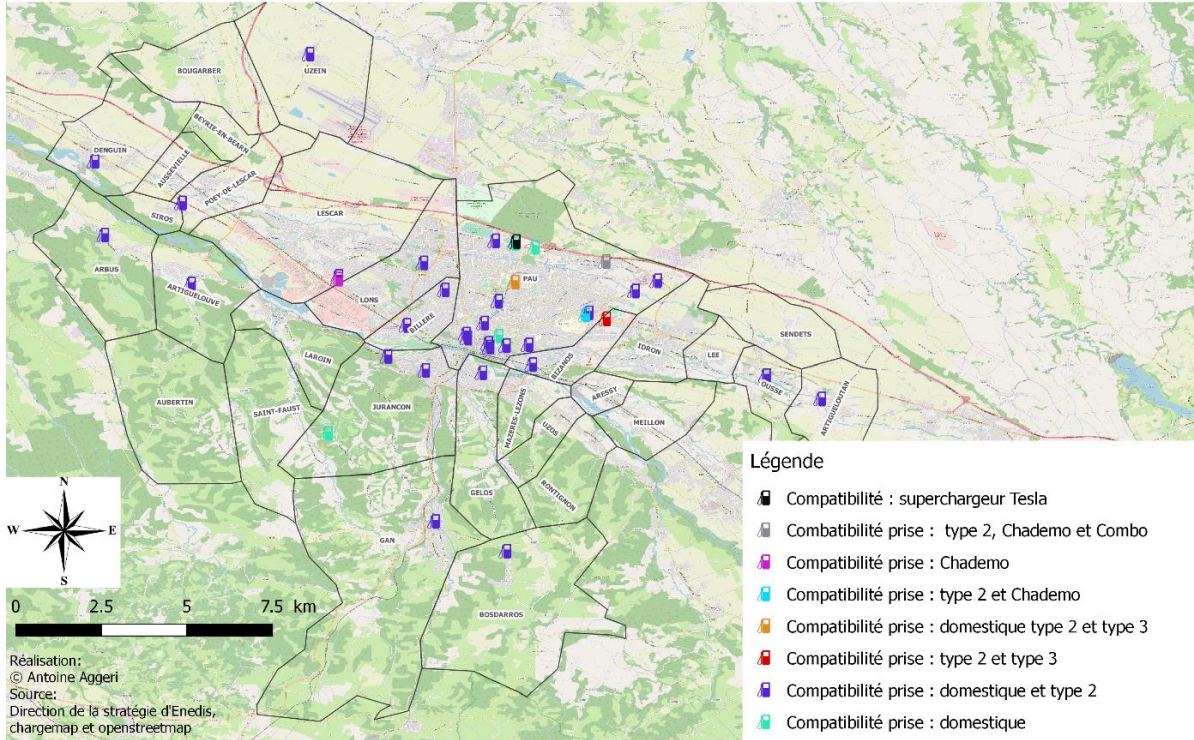 BOUGARBER
UZEIN
BEYRIE-EN-BEARN
DENGUIN
AUSSEVIELLE
POEY-DE-LESCAR
SIROS
LESCAR
ARBUS
ARTIGUELOUVE
PAU
LONS
BILLERE
SENDETS
IDRON
LEE
LAROIN
BIZANOS
OUSSE
ARTIGUELOUTAN
AUBERTIN
SAINT-FAUST
JURANCON
MAZERES-LEZONS
ARESSY
UZOS
MEILLON
GELOS
RONTIGNON
GAN
BOSDARROS
N
W E
S
0 2.5 5 7.5 km
Réalisation:
© Antoine Aggeri
Source:
Direction de la stratégie d'Enedis,
chargemap et openstreetmap
Légende
Compatibilité : superchargeur Tesla
Combatibilité prise : type 2, Chademo et Combo
Compatibilité prise : Chademo
Compatibilité prise : type 2 et Chademo
Compatibilité prise : domestique type 2 et type 3
Compatibilité prise : type 2 et type 3
Compatibilité prise : domestique et type 2
Compatibilité prise : domestique